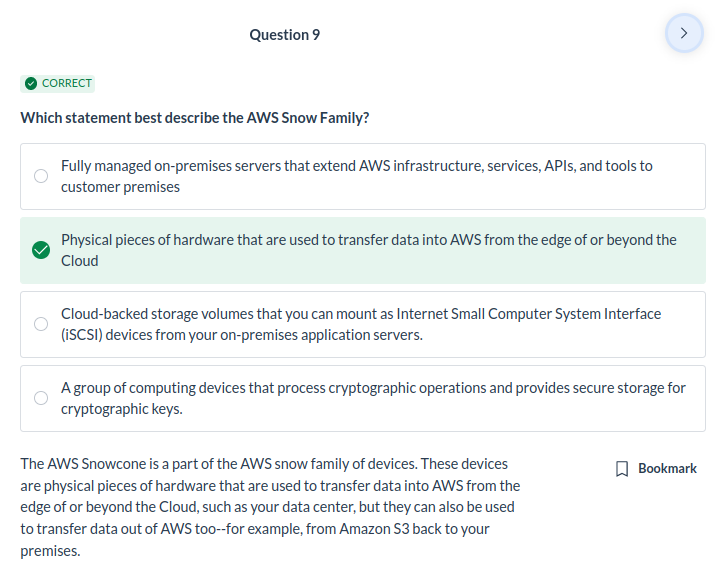 Question 9
CORRECT
Which statement best describe the AWS Snow Family?
Fully managed on-premises servers that extend AWS infrastructure, services, APIs, and tools to
customer premises
Physical pieces of hardware that are used to transfer data into AWS from the edge of or beyond the
Cloud
Cloud-backed storage volumes that you can mount as Internet Small Computer System Interface
(iSCSI) devices from your on-premises application servers.
A group of computing devices that process cryptographic operations and provides secure storage for
cryptographic keys.
The AWS Snowcone is a part of the AWS snow family of devices. These devices
are physical pieces of hardware that are used to transfer data into AWS from the
edge of or beyond the Cloud, such as your data center, but they can also be used
to transfer data out of AWS too--for example, from Amazon S3 back to your
premises.
Bookmark